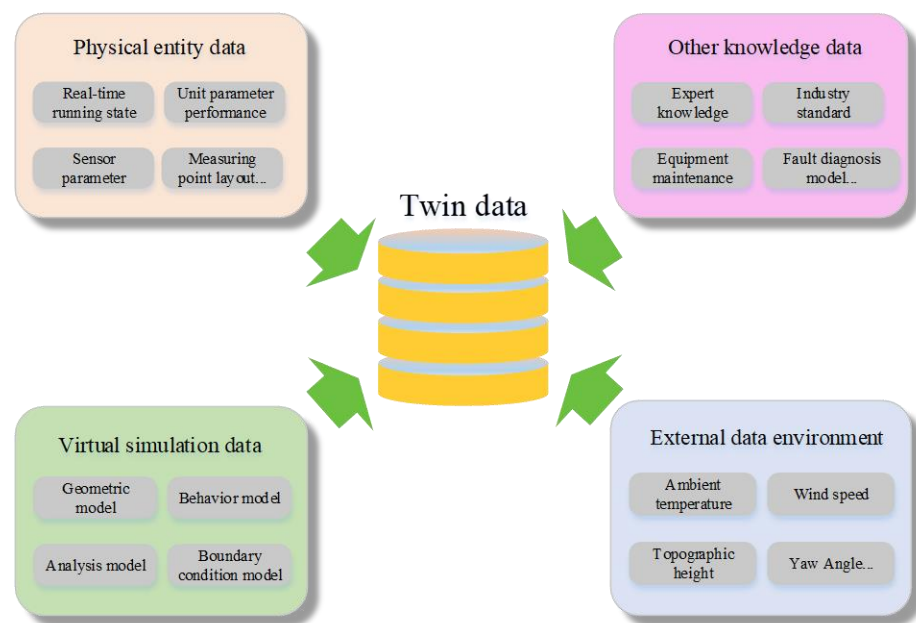 Physical entity data
Real-time
running state
Unit parameter
performance
Sensor
parameter
Measuring
point layout...
Other knowledge data
Expert
knowledge
Industry
standard
Equipment
maintenance
Fault diagnosis
model...
Twin data
Virtual simulation data
Geometric
model
Behavior model
Analysis model
Boundary
condition model
External data environment
Ambient
temperature
Wind speed
Topographic
height
Yaw Angle...